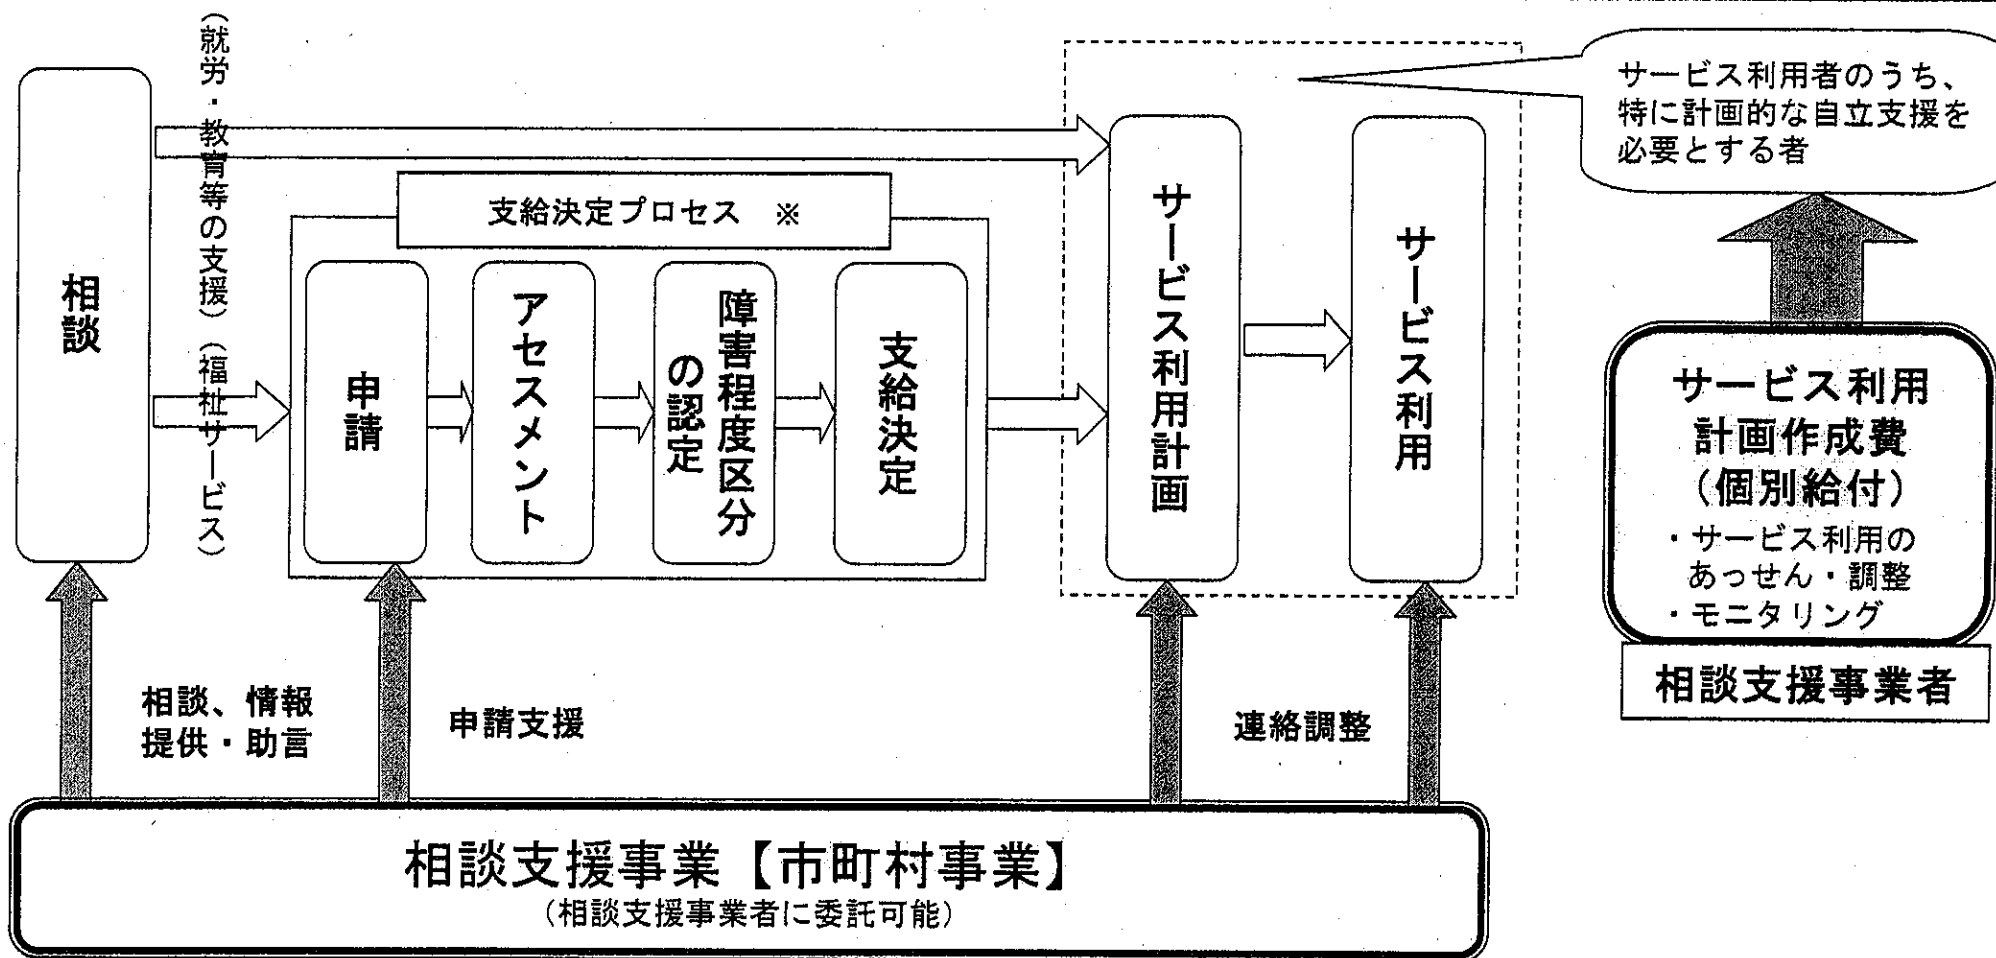 相談
(就労・教育等の支援)
(福祉サービス)
支給決定プロセス ※
申請
アセスメント
障害程度区分
の認定
支給決定
サービス利用計画
サービス利用
サービス利用者のうち、
特に計画的な自立支援を
必要とする者
サービス利用
計画作成費
(個別給付)
・サービス利用の
あっせん・調整
・モニタリング
相談支援事業者
相談、情報
提供・助言
申請支援
連絡調整
相談支援事業【市町村事業】
(相談支援事業者に委託可能)